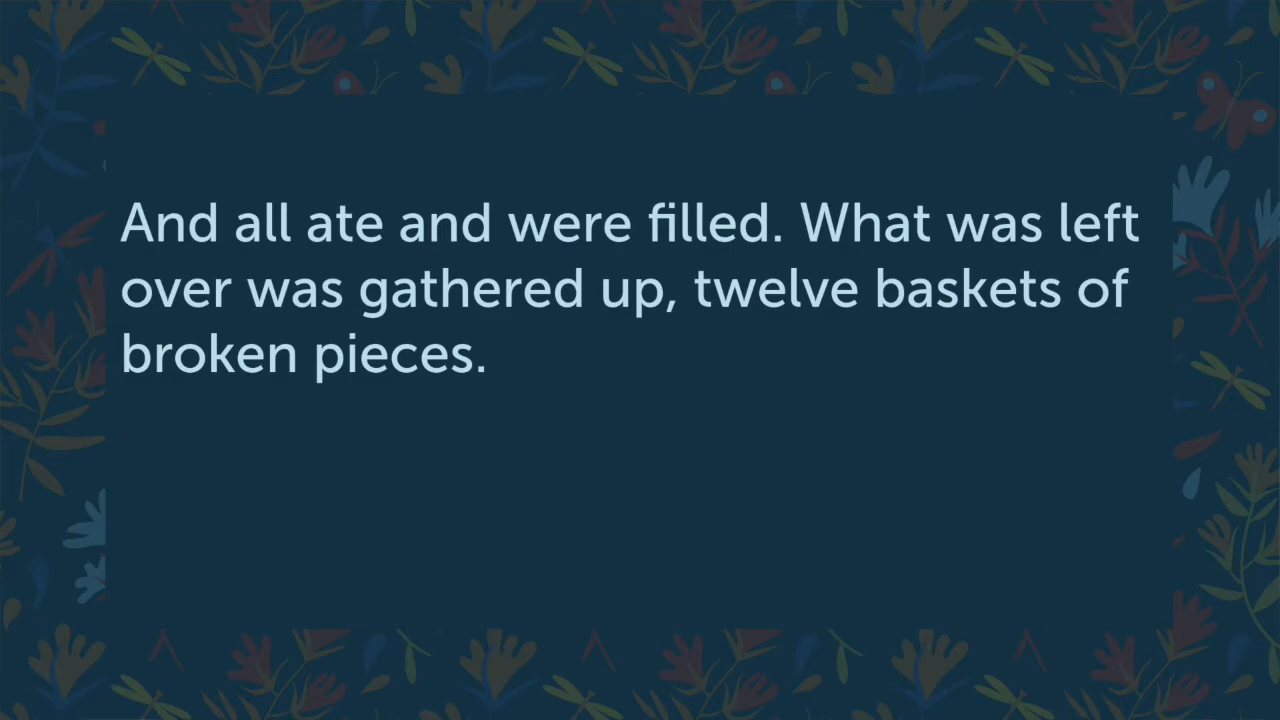 And all ate and were filled. What was left
over was gathered up, twelve baskets of
broken pieces.